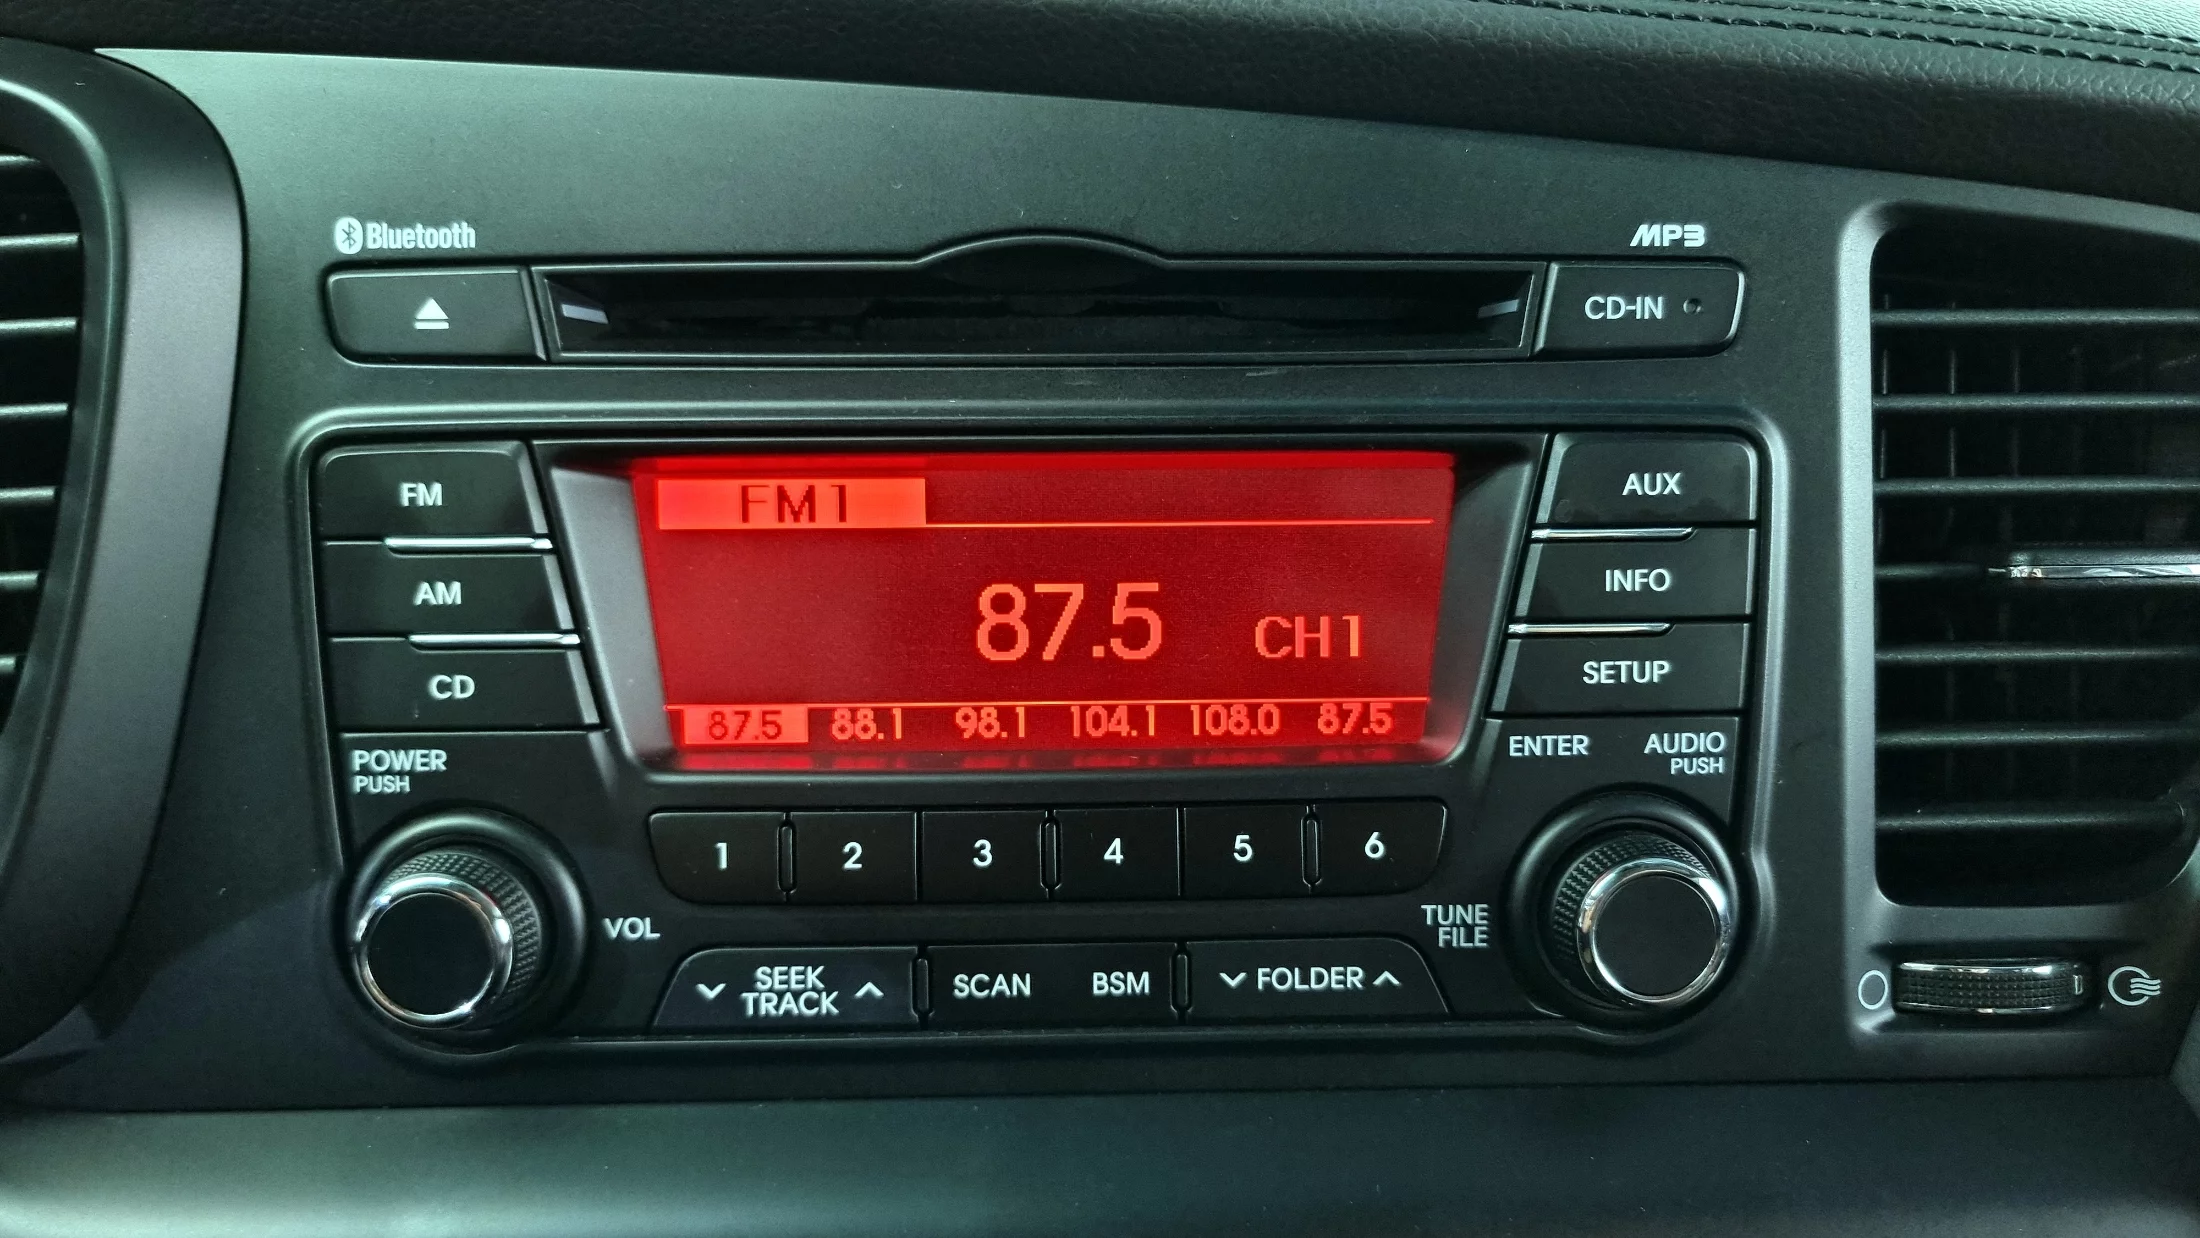 Bluetooth
MP3
CD-IN
FM
AM
CD
FM1
87.5 CH1
87.5 88.1 98.1 104.1 108.0 87.5
AUX
INFO
SETUP
POWER
PUSH
ENTER
AUDIO
PUSH
1 2 3 4 5 6
VOL
TUNE
FILE
SEEK
TRACK
SCAN BSM
FOLDER